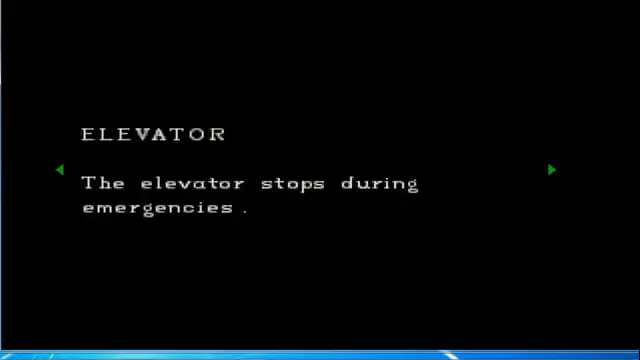 ELEVATOR
The elevator stops during
emergencies.